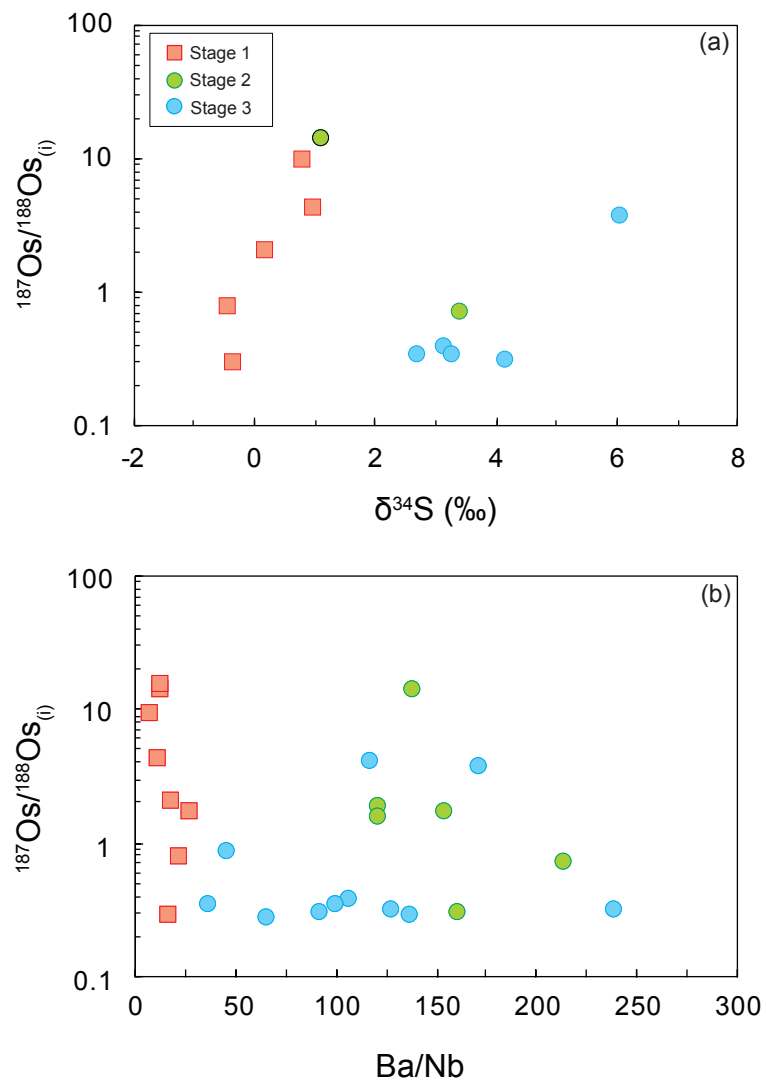 100
(a)
Stage 1
Stage 2
Stage 3
10
1
0.1
187Os/188Os(i)
-2 0 2 4 6 8
δ34S (‰)
100
(b)
10
1
0.1
187Os/188Os(i)
0 50 100 150 200 250 300
Ba/Nb